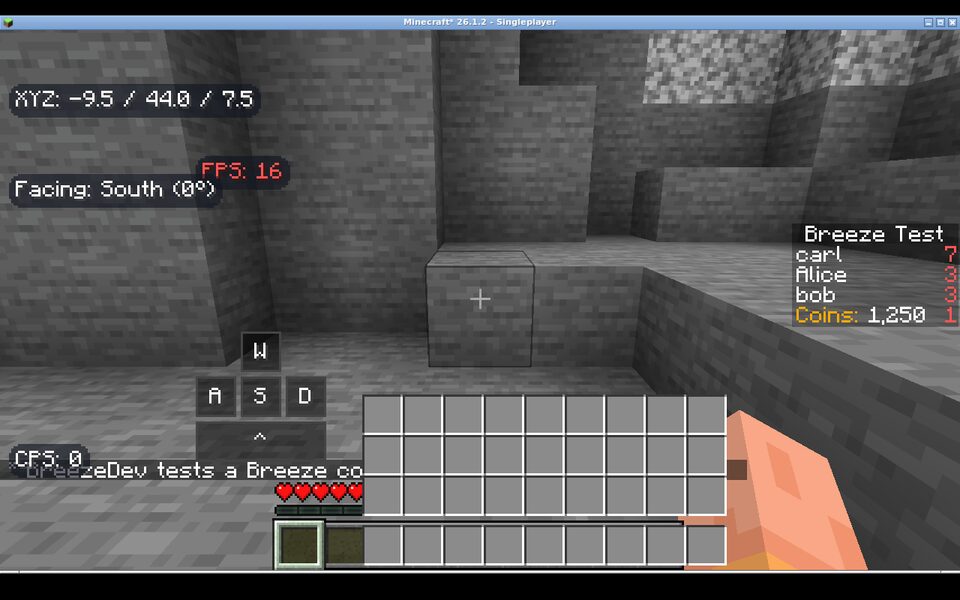 Minecraft* 26.1.2 - Singleplayer
XYZ: -9.5 / 44.0 / 7.5
FPS: 16
Facing: South (0°)
Breeze Test
carl 7
Alice 3
bob 3
Coins: 1,250 1
W
A S D
^
CPS: 0
BreezeDev tests a Breeze co